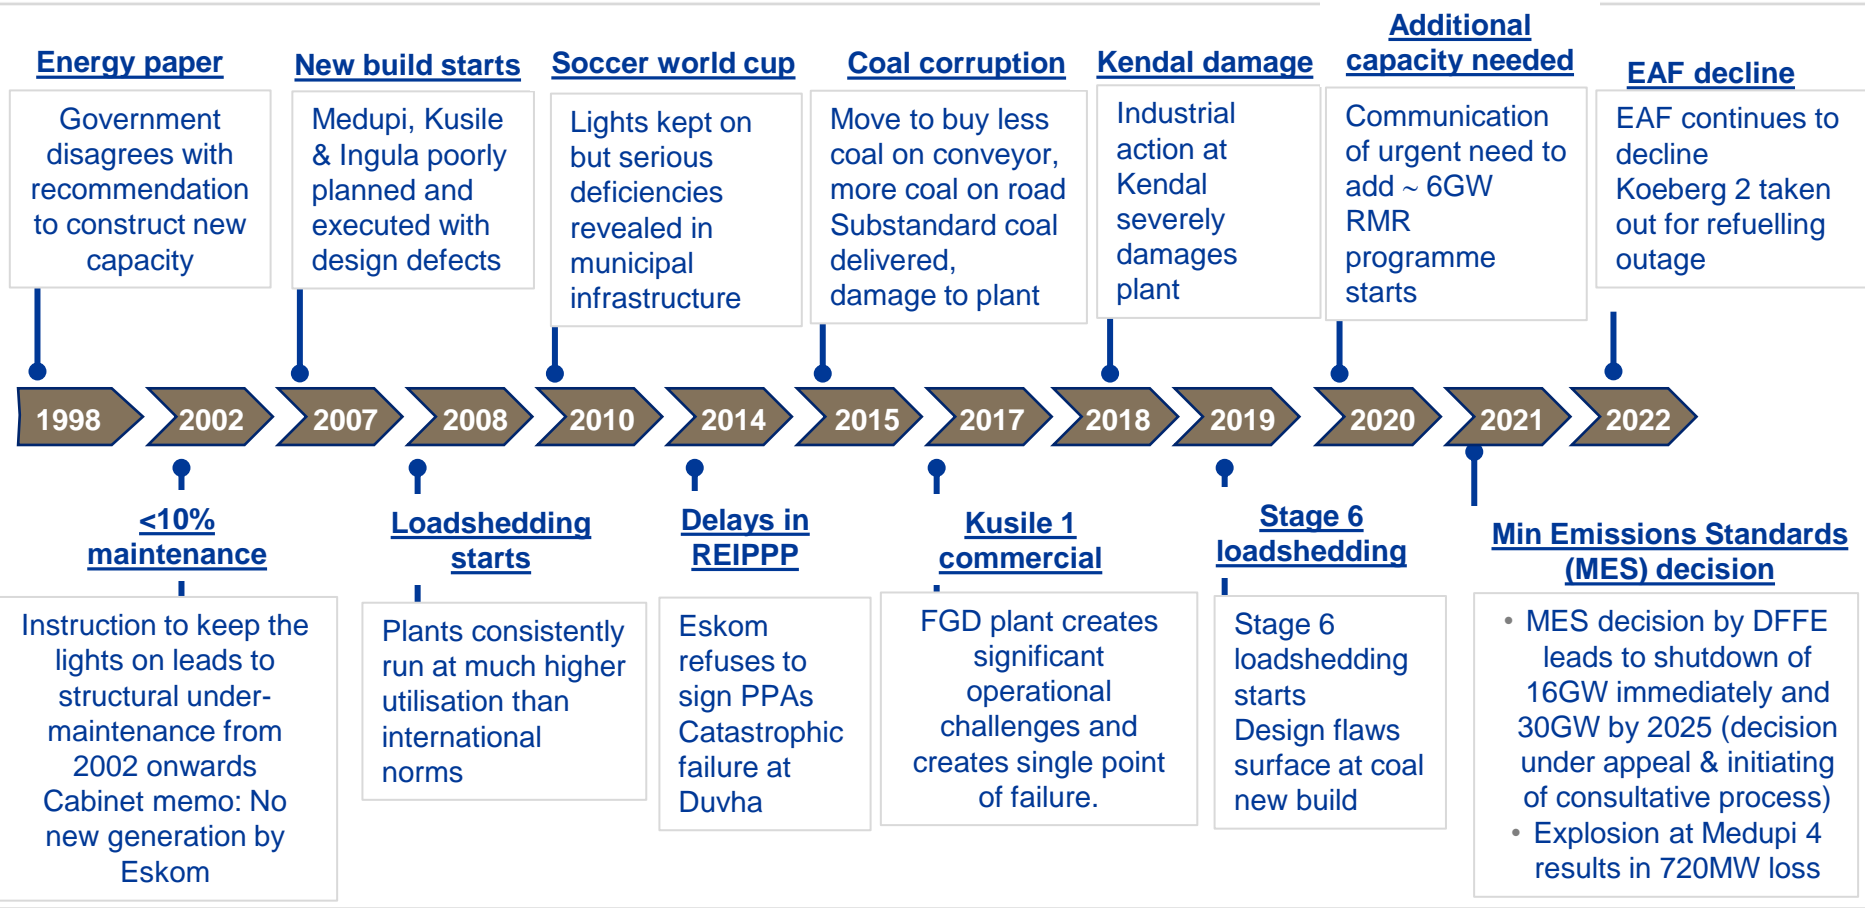 Energy paper
Government
disagrees with
recommendation
to construct new
capacity
New build starts
Medupi, Kusile
& Ingula poorly
planned and
executed with
design defects
Soccer world cup
Lights kept on
but serious
deficiencies
revealed in
municipal
infrastructure
Coal corruption
Move to buy less
coal on conveyor,
more coal on road
Substandard coal
delivered,
damage to plant
Kendal damage
Industrial
action at
Kendal
severely
damages
plant
Additional
capacity needed
Communication
of urgent need to
add ~ 6GW
RMR
programme
starts
EAF decline
EAF continues to
decline
Koeberg 2 taken
out for refuelling
outage
1998
2002
2007
2008
2010
2014
2015
2017
2018
2019
2020
2021
2022
<10%
maintenance
Instruction to keep the
lights on leads to
structural under-
maintenance from
2002 onwards
Cabinet memo: No
new generation by
Eskom
Loadshedding
starts
Plants consistently
run at much higher
utilisation than
international
norms
Delays in
REIPPP
Eskom
refuses to
sign PPAs
Catastrophic
failure at
Duvha
Kusile 1
commercial
FGD plant creates
significant
operational
challenges and
creates single point
of failure.
Stage 6
loadshedding
Stage 6
loadshedding
starts
Design flaws
surface at coal
new build
Min Emissions Standards
(MES) decision
• MES decision by DFFE
leads to shutdown of
16GW immediately and
30GW by 2025 (decision
under appeal & initiating
of consultative process)
• Explosion at Medupi 4
results in 720MW loss